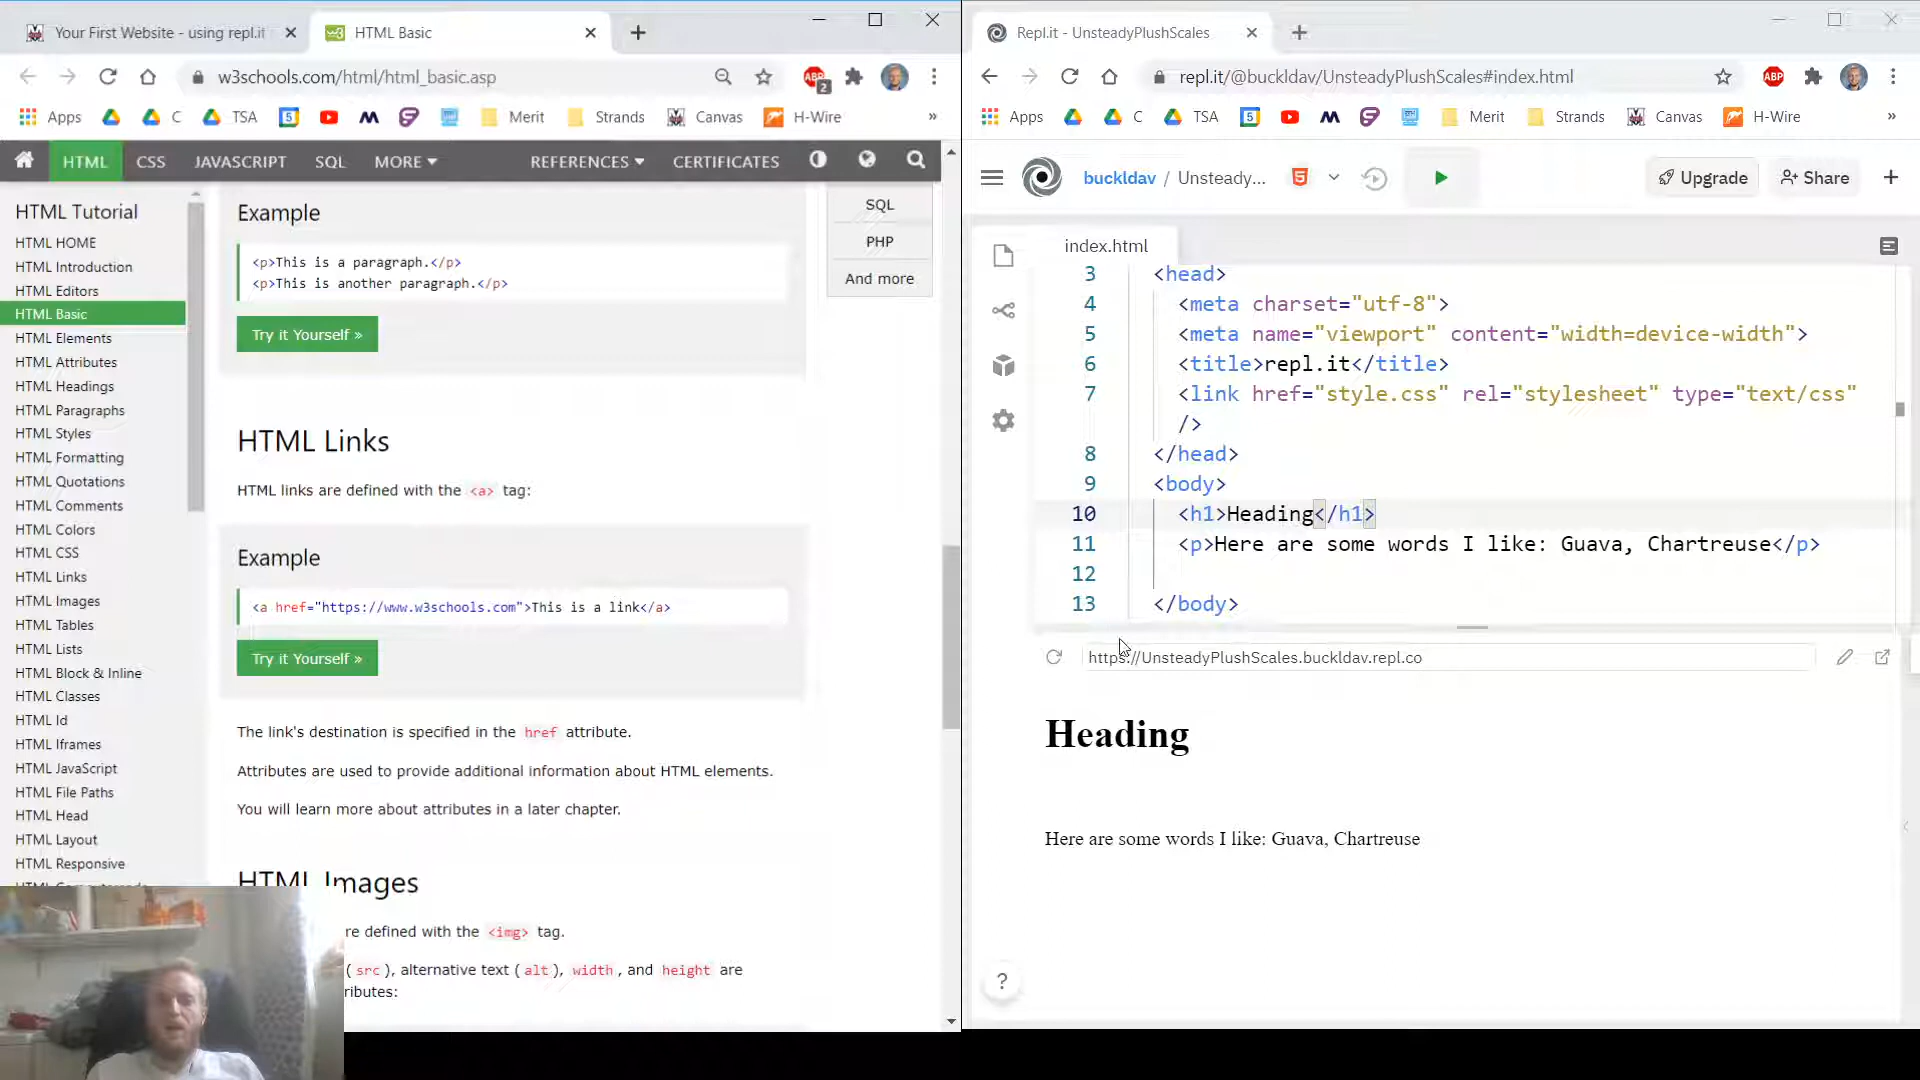 Your First Website - using repl.it
HTML Basic
w3schools.com/html/html_basic.asp
ABP
2
Apps
C
TSA
5
Merit
Strands
Canvas
H-Wire
»
HTML
CSS
JAVASCRIPT
SQL
MORE
REFERENCES
CERTIFICATES
HTML Tutorial
HTML HOME
HTML Introduction
HTML Editors
HTML Basic
HTML Elements
HTML Attributes
HTML Headings
HTML Paragraphs
HTML Styles
HTML Formatting
HTML Quotations
HTML Comments
HTML Colors
HTML CSS
HTML Links
HTML Images
HTML Tables
HTML Lists
HTML Block & Inline
HTML Classes
HTML Id
HTML Iframes
HTML JavaScript
HTML File Paths
HTML Head
HTML Layout
HTML Responsive
Example
<p>This is a paragraph.</p>
<p>This is another paragraph.</p>
Try it Yourself »
SQL
PHP
And more
HTML Links
HTML links are defined with the <a> tag:
Example
<a href="https://www.w3schools.com">This is a link</a>
Try it Yourself »
The link's destination is specified in the href attribute.
Attributes are used to provide additional information about HTML elements.
You will learn more about attributes in a later chapter.
HTML Images
re defined with the <img> tag.
(src), alternative text (alt), width, and height are
ributes:
Repl.it - UnsteadyPlushScales
repl.it/@buckldav/UnsteadyPlushScales#index.html
ABP
Apps
C
TSA
5
Merit
Strands
Canvas
H-Wire
»
buckldav / Unsteady...
Upgrade
Share
index.html
3 <head>
4 <meta charset="utf-8">
5 <meta name="viewport" content="width=device-width">
6 <title>repl.it</title>
7 <link href="style.css" rel="stylesheet" type="text/css"
/>
8 </head>
9 <body>
10 <h1>Heading</h1>
11 <p>Here are some words I like: Guava, Chartreuse</p>
12
13 </body>
https://UnsteadyPlushScales.buckldav.repl.co
Heading
Here are some words I like: Guava, Chartreuse
?